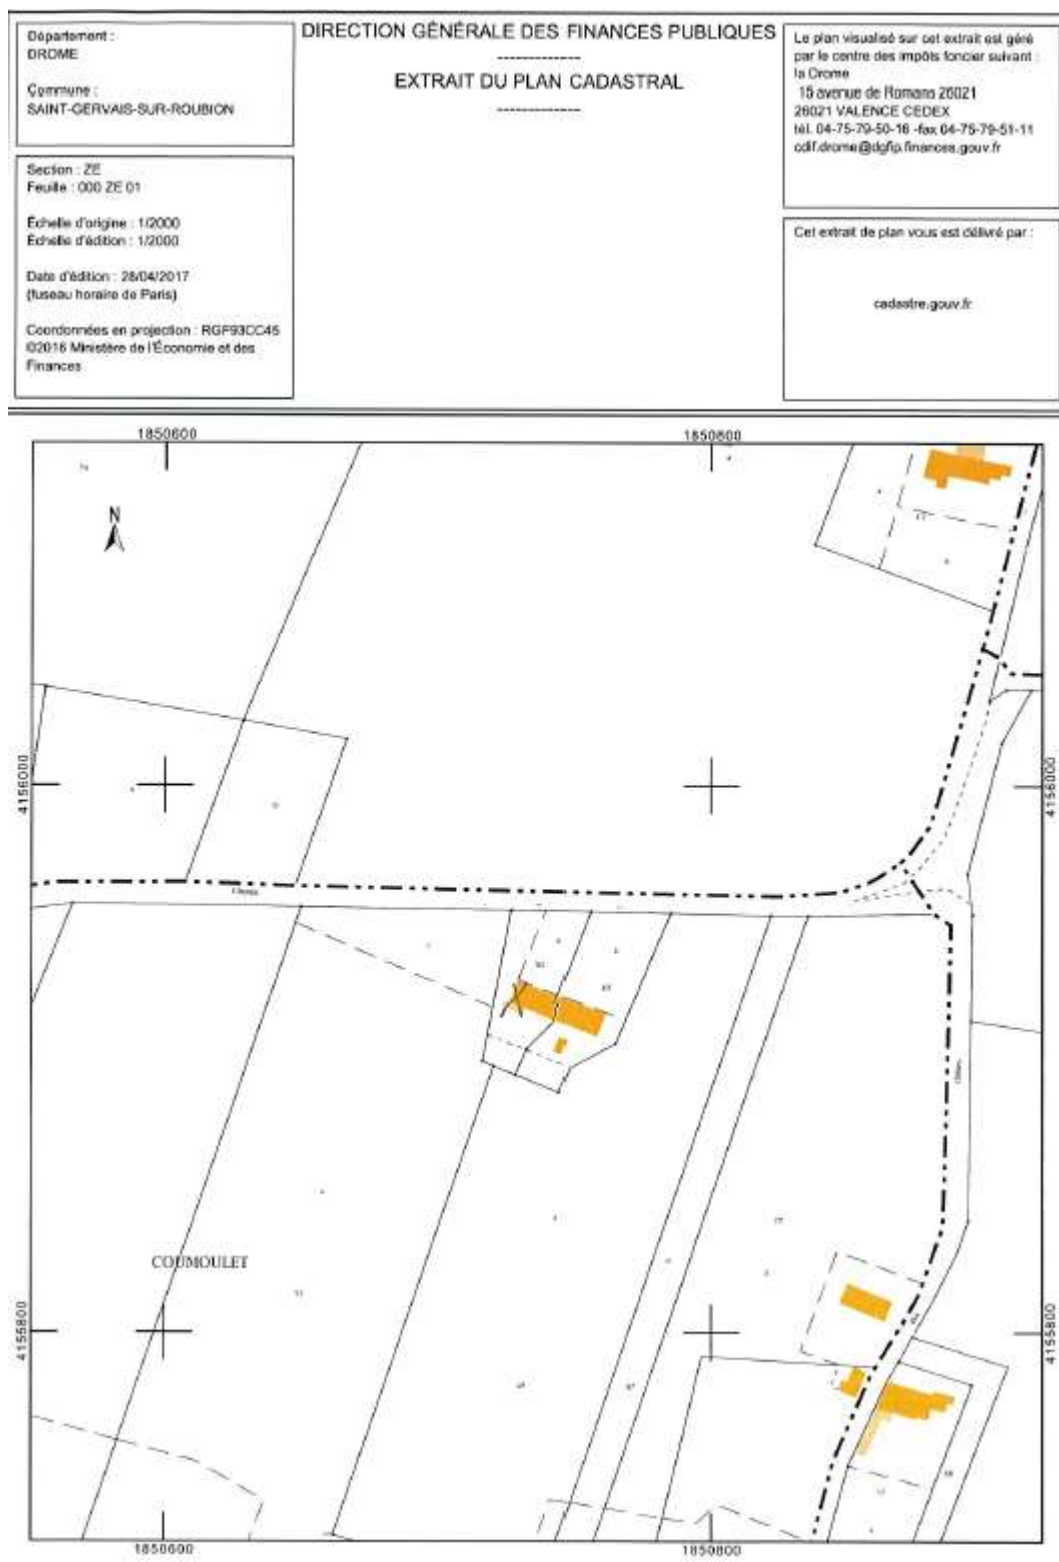 Département :
DROME
Commune :
SAINT-GERVAIS-SUR-ROUBION
Section : ZE
Feuille : 000 ZE 01
Échelle d'origine : 1/2000
Échelle d'édition : 1/2000
Date d'édition : 28/04/2017
(fuseau horaire de Paris)
Coordonnées en projection : RGF93CC45
©2016 Ministère de l'Économie et des
Finances
DIRECTION GÉNÉRALE DES FINANCES PUBLIQUES
-------------
EXTRAIT DU PLAN CADASTRAL
-------------
Le plan visualisé sur cet extrait est géré
par le centre des impôts foncier suivant :
la Drome
15 avenue de Romans 26021
26021 VALENCE CEDEX
tél. 04-75-79-50-16 -fax 04-75-79-51-11
cdif.drome@dgfip.finances.gouv.fr
Cet extrait de plan vous est délivré par :
cadastre.gouv.fr
1850600
1850800
N
4156000
4156000
COUMOULET
4155800
4155800
1850600
1850800